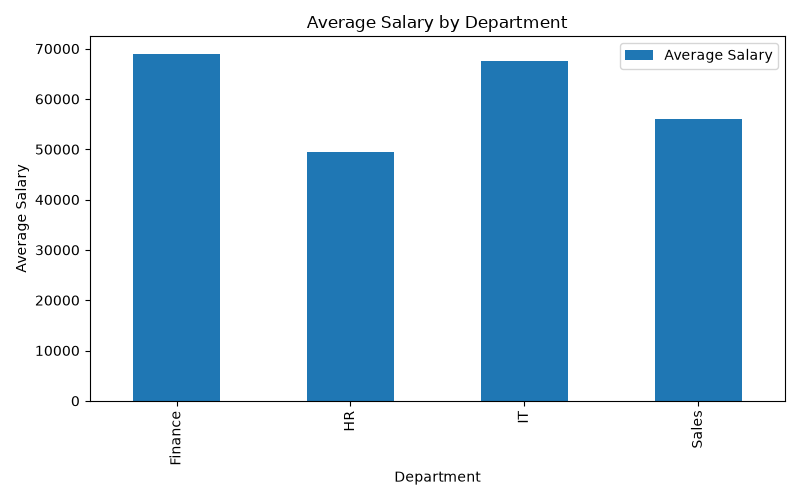 Average Salary by Department
Average Salary
70000
60000
50000
40000
30000
20000
10000
0
Average Salary
Finance
HR
IT
Sales
Department